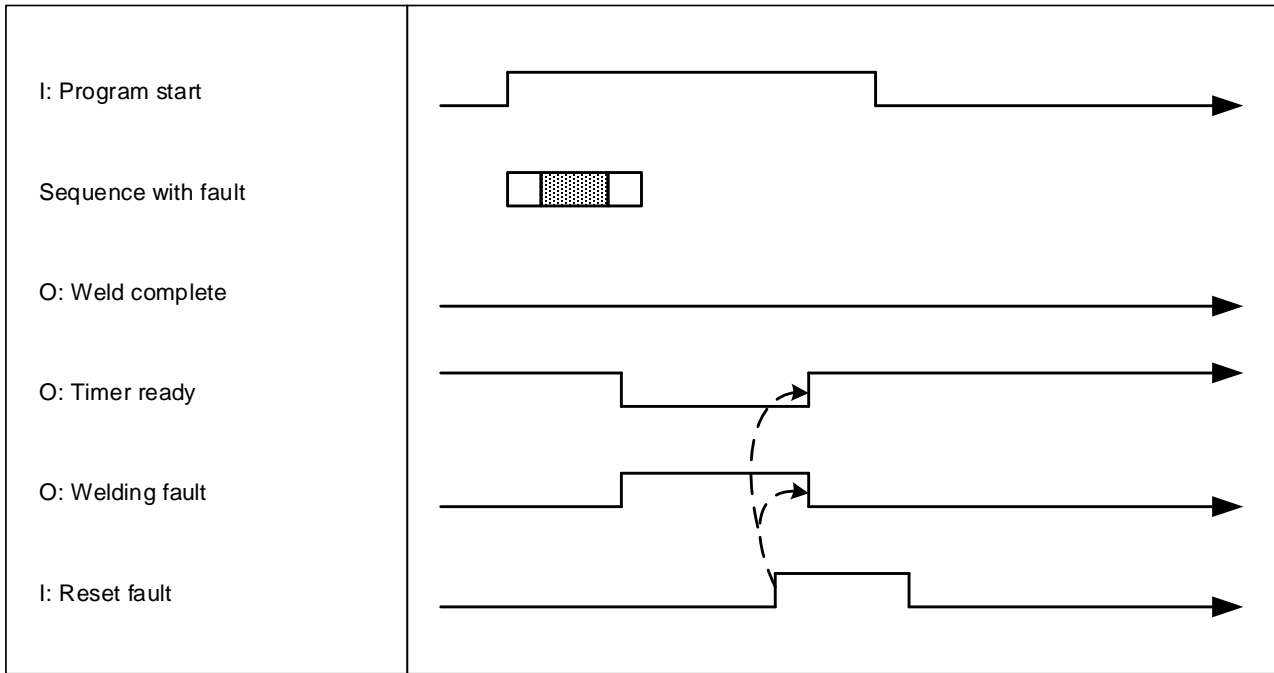 I: Program start
Sequence with fault
O: Weld complete
O: Timer ready
O: Welding fault
I: Reset fault